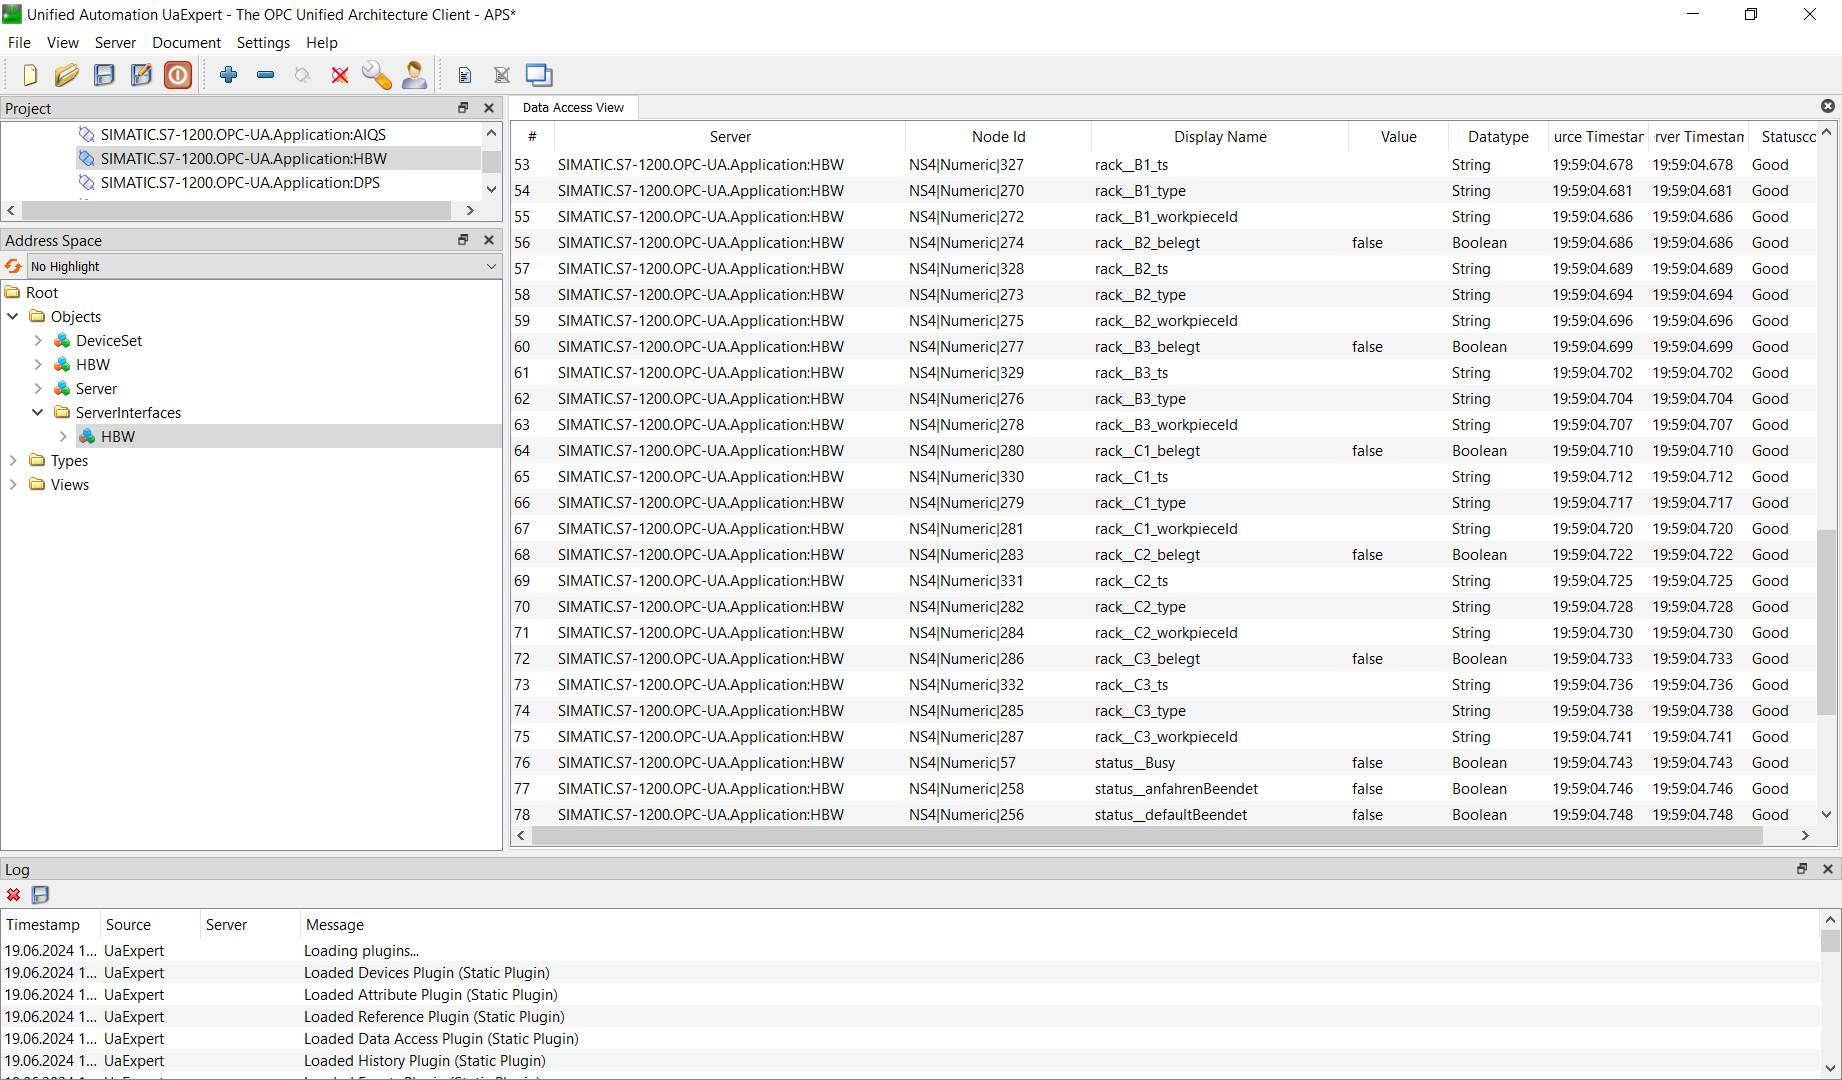 Unified Automation UaExpert - The OPC Unified Architecture Client - APS*
File View Server Document Settings Help
Project
SIMATIC.S7-1200.OPC-UA.Application:AIQS
SIMATIC.S7-1200.OPC-UA.Application:HBW
SIMATIC.S7-1200.OPC-UA.Application:DPS
Address Space
No Highlight
Root
Objects
DeviceSet
HBW
Server
ServerInterfaces
HBW
Types
Views
Data Access View
# Server Node Id Display Name Value Datatype urce Timestar rver Timestan Statusco
53 SIMATIC.S7-1200.OPC-UA.Application:HBW NS4|Numeric|327 rack__B1_ts String 19:59:04.678 19:59:04.678 Good
54 SIMATIC.S7-1200.OPC-UA.Application:HBW NS4|Numeric|270 rack__B1_type String 19:59:04.681 19:59:04.681 Good
55 SIMATIC.S7-1200.OPC-UA.Application:HBW NS4|Numeric|272 rack__B1_workpieceId String 19:59:04.686 19:59:04.686 Good
56 SIMATIC.S7-1200.OPC-UA.Application:HBW NS4|Numeric|274 rack__B2_belegt false Boolean 19:59:04.686 19:59:04.686 Good
57 SIMATIC.S7-1200.OPC-UA.Application:HBW NS4|Numeric|328 rack__B2_ts String 19:59:04.689 19:59:04.689 Good
58 SIMATIC.S7-1200.OPC-UA.Application:HBW NS4|Numeric|273 rack__B2_type String 19:59:04.694 19:59:04.694 Good
59 SIMATIC.S7-1200.OPC-UA.Application:HBW NS4|Numeric|275 rack__B2_workpieceId String 19:59:04.696 19:59:04.696 Good
60 SIMATIC.S7-1200.OPC-UA.Application:HBW NS4|Numeric|277 rack__B3_belegt false Boolean 19:59:04.699 19:59:04.699 Good
61 SIMATIC.S7-1200.OPC-UA.Application:HBW NS4|Numeric|329 rack__B3_ts String 19:59:04.702 19:59:04.702 Good
62 SIMATIC.S7-1200.OPC-UA.Application:HBW NS4|Numeric|276 rack__B3_type String 19:59:04.704 19:59:04.704 Good
63 SIMATIC.S7-1200.OPC-UA.Application:HBW NS4|Numeric|278 rack__B3_workpieceId String 19:59:04.707 19:59:04.707 Good
64 SIMATIC.S7-1200.OPC-UA.Application:HBW NS4|Numeric|280 rack__C1_belegt false Boolean 19:59:04.710 19:59:04.710 Good
65 SIMATIC.S7-1200.OPC-UA.Application:HBW NS4|Numeric|330 rack__C1_ts String 19:59:04.712 19:59:04.712 Good
66 SIMATIC.S7-1200.OPC-UA.Application:HBW NS4|Numeric|279 rack__C1_type String 19:59:04.717 19:59:04.717 Good
67 SIMATIC.S7-1200.OPC-UA.Application:HBW NS4|Numeric|281 rack__C1_workpieceId String 19:59:04.720 19:59:04.720 Good
68 SIMATIC.S7-1200.OPC-UA.Application:HBW NS4|Numeric|283 rack__C2_belegt false Boolean 19:59:04.722 19:59:04.722 Good
69 SIMATIC.S7-1200.OPC-UA.Application:HBW NS4|Numeric|331 rack__C2_ts String 19:59:04.725 19:59:04.725 Good
70 SIMATIC.S7-1200.OPC-UA.Application:HBW NS4|Numeric|282 rack__C2_type String 19:59:04.728 19:59:04.728 Good
71 SIMATIC.S7-1200.OPC-UA.Application:HBW NS4|Numeric|284 rack__C2_workpieceId String 19:59:04.730 19:59:04.730 Good
72 SIMATIC.S7-1200.OPC-UA.Application:HBW NS4|Numeric|286 rack__C3_belegt false Boolean 19:59:04.733 19:59:04.733 Good
73 SIMATIC.S7-1200.OPC-UA.Application:HBW NS4|Numeric|332 rack__C3_ts String 19:59:04.736 19:59:04.736 Good
74 SIMATIC.S7-1200.OPC-UA.Application:HBW NS4|Numeric|285 rack__C3_type String 19:59:04.738 19:59:04.738 Good
75 SIMATIC.S7-1200.OPC-UA.Application:HBW NS4|Numeric|287 rack__C3_workpieceId String 19:59:04.741 19:59:04.741 Good
76 SIMATIC.S7-1200.OPC-UA.Application:HBW NS4|Numeric|57 status__Busy false Boolean 19:59:04.743 19:59:04.743 Good
77 SIMATIC.S7-1200.OPC-UA.Application:HBW NS4|Numeric|258 status__anfahrenBeendet false Boolean 19:59:04.746 19:59:04.746 Good
78 SIMATIC.S7-1200.OPC-UA.Application:HBW NS4|Numeric|256 status__defaultBeendet false Boolean 19:59:04.748 19:59:04.748 Good
Log
Timestamp Source Server Message
19.06.2024 1... UaExpert Loading plugins...
19.06.2024 1... UaExpert Loaded Devices Plugin (Static Plugin)
19.06.2024 1... UaExpert Loaded Attribute Plugin (Static Plugin)
19.06.2024 1... UaExpert Loaded Reference Plugin (Static Plugin)
19.06.2024 1... UaExpert Loaded Data Access Plugin (Static Plugin)
19.06.2024 1... UaExpert Loaded History Plugin (Static Plugin)